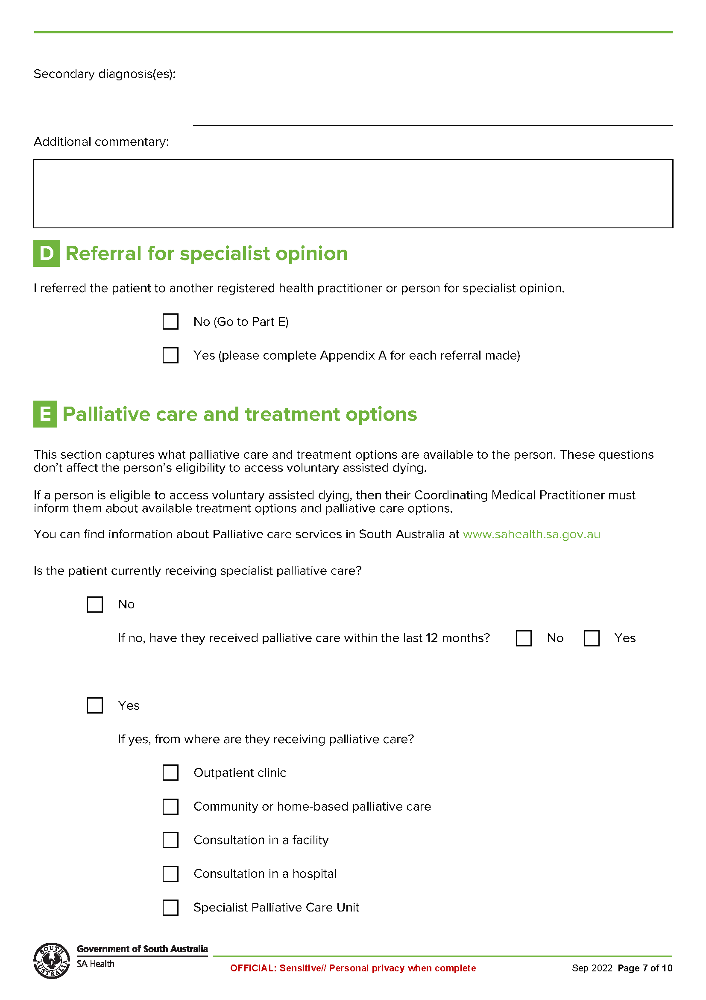 Secondary diagnosis(es):
Additional commentary:
D Referral for specialist opinion
I referred the patient to another registered health practitioner or person for specialist opinion.
No (Go to Part E)
Yes (please complete Appendix A for each referral made)
E Palliative care and treatment options
This section captures what palliative care and treatment options are available to the person. These questions
don’t affect the person’s eligibility to access voluntary assisted dying.
If a person is eligible to access voluntary assisted dying, then their Coordinating Medical Practitioner must
inform them about available treatment options and palliative care options.
You can find information about Palliative care services in South Australia at www.sahealth.sa.gov.au
Is the patient currently receiving specialist palliative care?
No
If no, have they received palliative care within the last 12 months? No Yes
Yes
If yes, from where are they receiving palliative care?
Outpatient clinic
Community or home-based palliative care
Consultation in a facility
Consultation in a hospital
Specialist Palliative Care Unit
SOUTH AUSTRALIA
Government of South Australia
SA Health
OFFICIAL: Sensitive// Personal privacy when complete
Sep 2022 Page 7 of 10